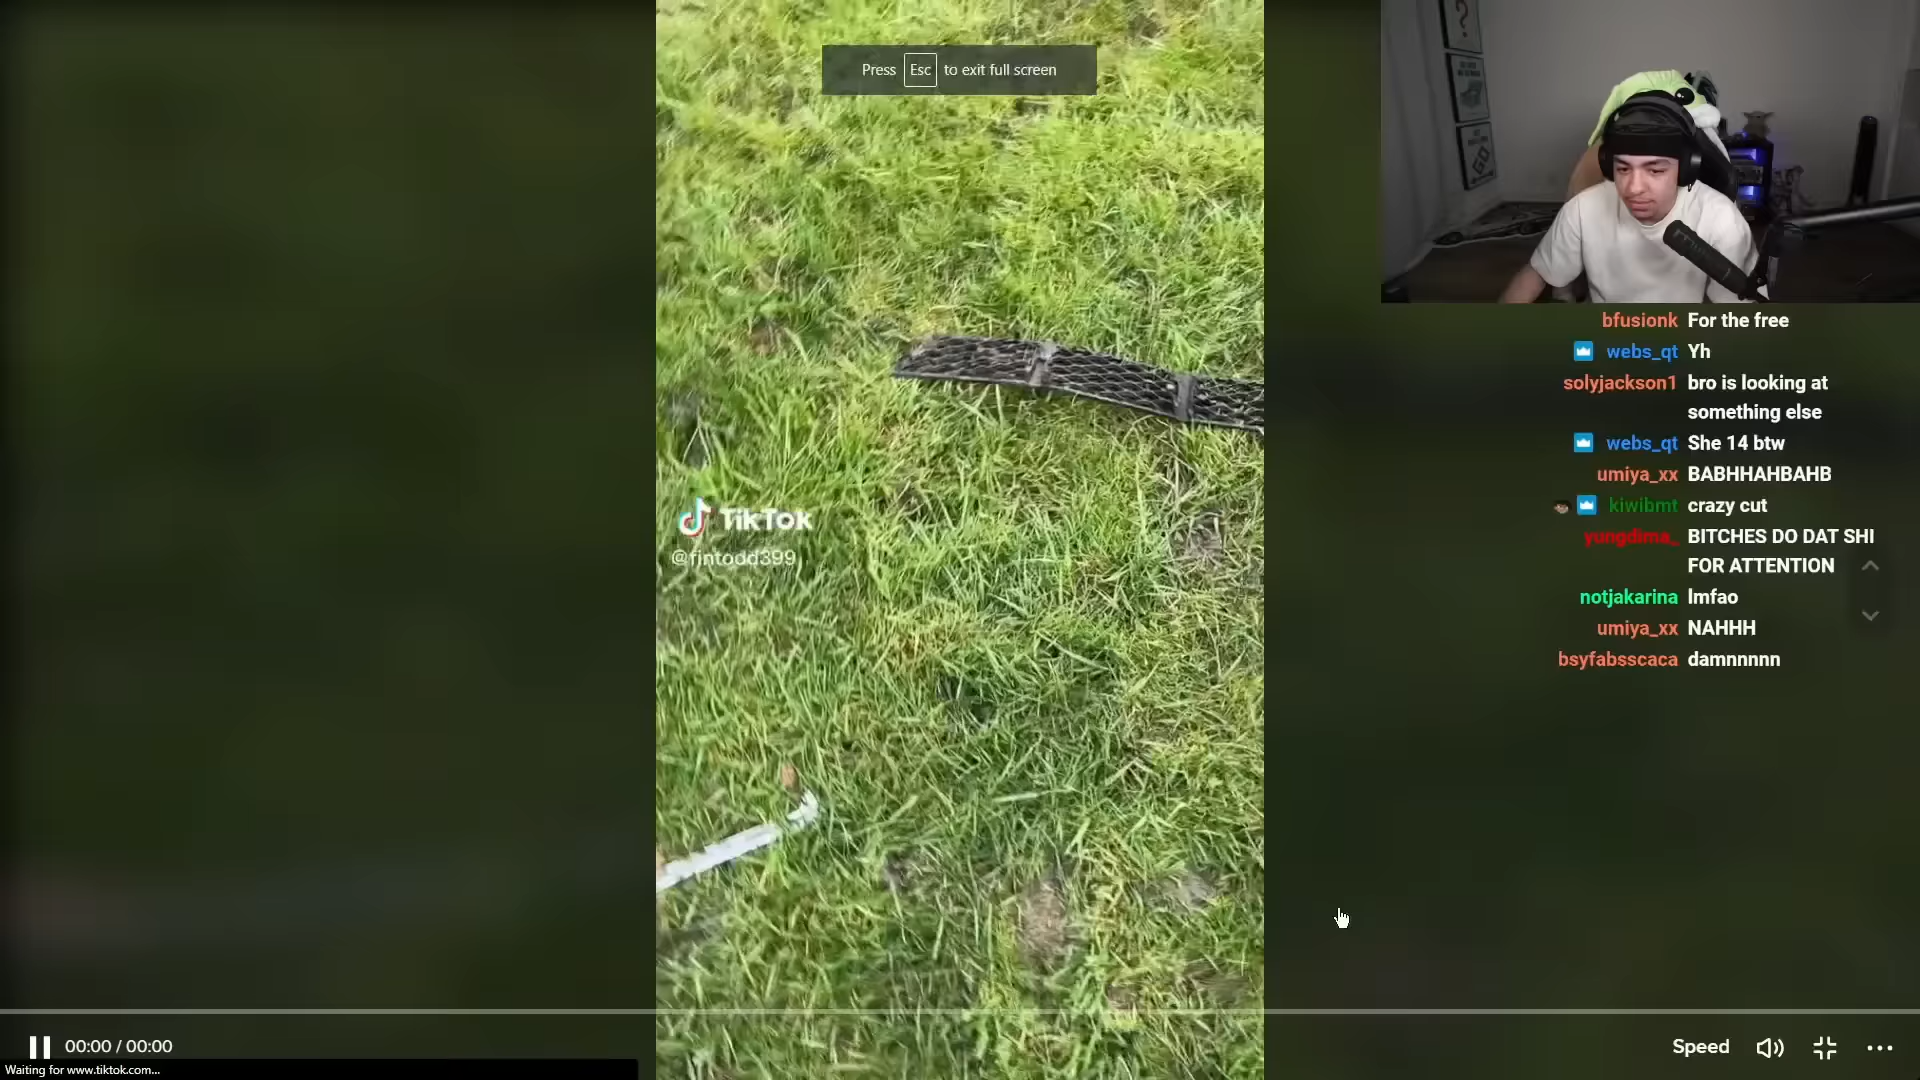 Press Esc to exit full screen
?
GO
bfusionk For the free
webs_qt Yh
solyjackson1 bro is looking at
something else
webs_qt She 14 btw
umiya_xx BABHHAHBAHB
kiwibmt crazy cut
yungdima_ BITCHES DO DAT SHI
FOR ATTENTION
notjakarina lmfao
umiya_xx NAHHH
bsyfabsscaca damnnnnn
TikTok
@fintodd399
00:00 / 00:00
Speed
Waiting for www.tiktok.com...